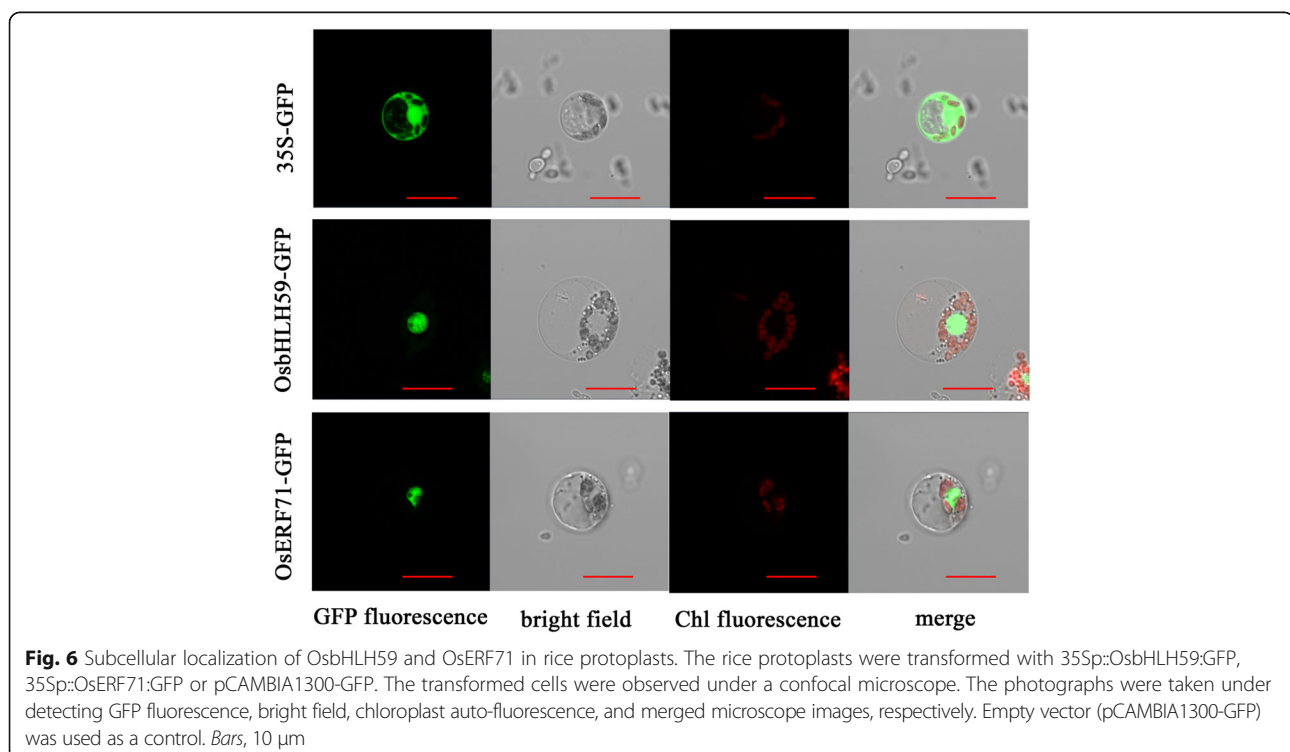 35S-GFP
OsbHLH59-GFP
OsERF71-GFP
GFP fluorescence bright field Chl fluorescence merge
Fig. 6 Subcellular localization of OsbHLH59 and OsERF71 in rice protoplasts. The rice protoplasts were transformed with 35Sp::OsbHLH59:GFP,
35Sp::OsERF71:GFP or pCAMBIA1300-GFP. The transformed cells were observed under a confocal microscope. The photographs were taken under
detecting GFP fluorescence, bright field, chloroplast auto-fluorescence, and merged microscope images, respectively. Empty vector (pCAMBIA1300-GFP)
was used as a control. Bars, 10 μm